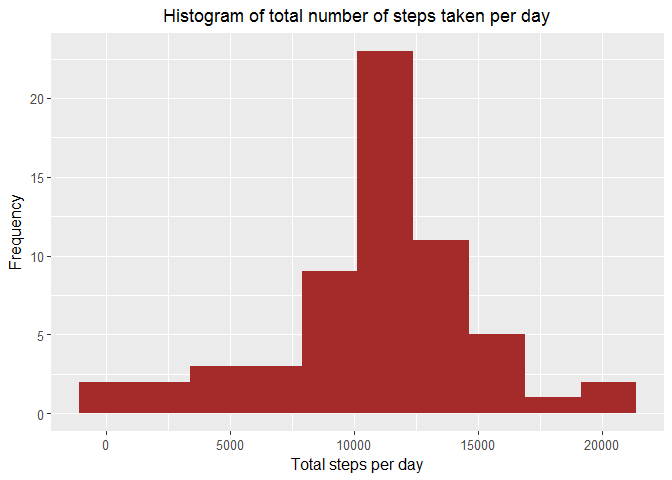 Histogram of total number of steps taken per day
Frequency
20
15
10
5
0
0 5000 10000 15000 20000
Total steps per day